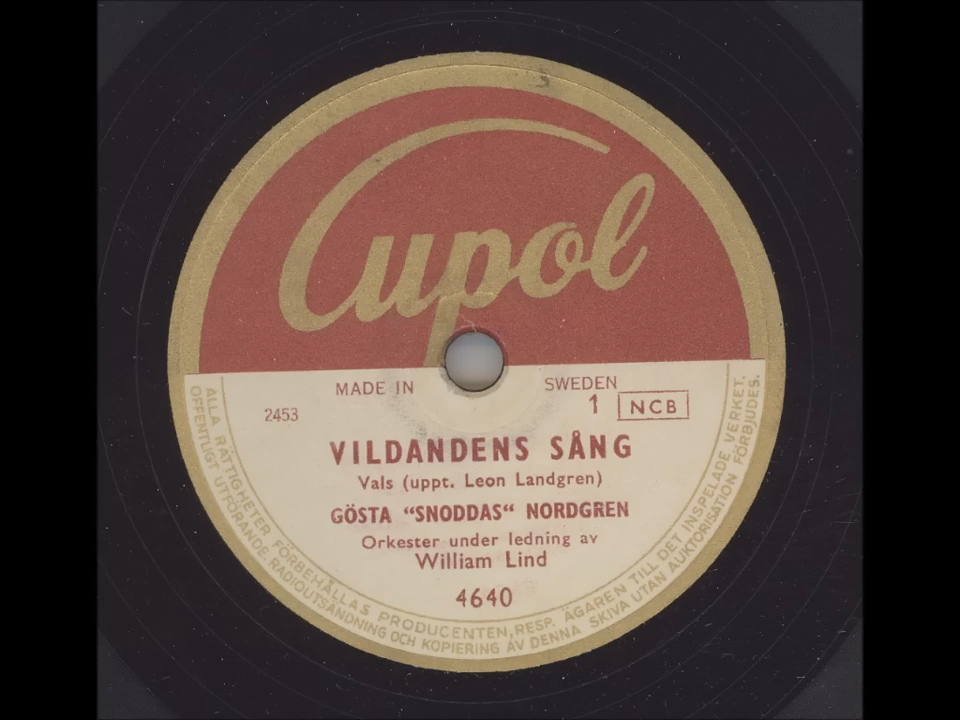 Cupol
MADE IN SWEDEN
2453 1 NCB
VILDANDENS SÅNG
Vals (uppt. Leon Landgren)
GÖSTA “SNODDAS“ NORDGREN
Orkester under ledning av
William Lind
4640
ALLA RÄTTIGHETER FÖRBEHÅLLAS PRODUCENTEN, RESP. ÄGAREN TILL DET INSPELADE VERKET.
OFFENTLIGT UTFÖRANDE RADIOUTSÄNDNING OCH KOPIERING AV DENNA SKIVA UTAN AUKTORISATION FÖRBJUDES.